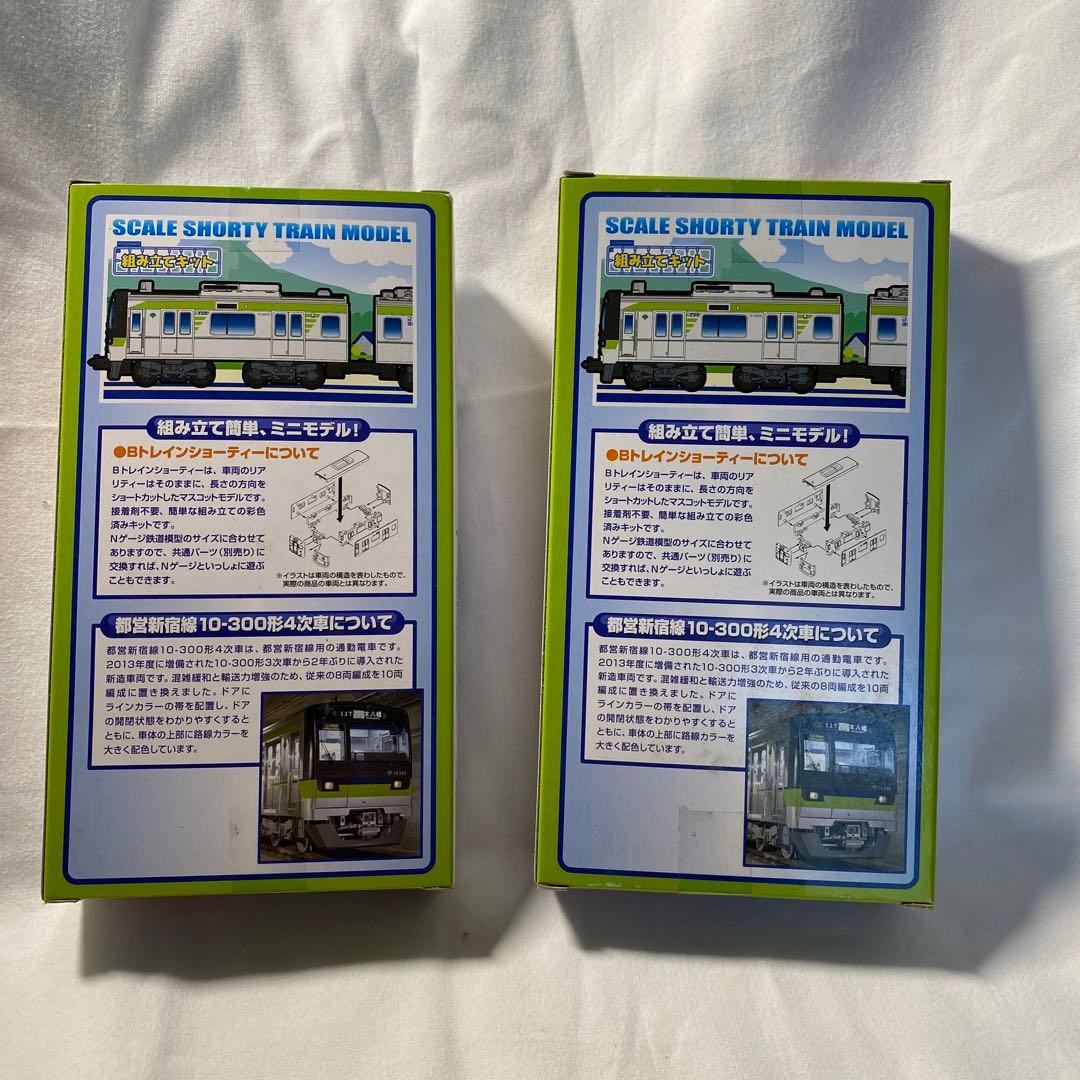 SCALE SHORTY TRAIN MODEL
組み立てキット
組み立て簡単、ミニモデル!
●Bトレインショーティーについて
Bトレインショーティーは、車両のリア
リティーはそのままに、長さの方向を
ショートカットしたマスコットモデルです。
接着剤不要、簡単な組み立ての彩色
済みキットです。
Nゲージ鉄道模型のサイズに合わせて
ありますので、共通パーツ(別売り)に
交換すれば、Nゲージといっしょに遊ぶ
こともできます。
※イラストは車両の構造を表わしたもので、
実際の商品の車両とは異なります。
都営新宿線10-300形4次車について
都営新宿線10-300形4次車は、都営新宿線用の通勤電車です。
2013年度に増備された10-300形3次車から2年ぶりに導入された
新造車両です。混雑緩和と輸送力増強のため、従来の8両編成を10両
編成に置き換えました。ドアに
ラインカラーの帯を配置し、ドア
の開閉状態をわかりやすくすると
ともに、車体の上部に路線カラーを
大きく配色しています。
11T
本八幡
SCALE SHORTY TRAIN MODEL
組み立てキット
組み立て簡単、ミニモデル!
●Bトレインショーティーについて
Bトレインショーティーは、車両のリア
リティーはそのままに、長さの方向を
ショートカットしたマスコットモデルです。
接着剤不要、簡単な組み立ての彩色
済みキットです。
Nゲージ鉄道模型のサイズに合わせて
ありますので、共通パーツ(別売り)に
交換すれば、Nゲージといっしょに遊ぶ
こともできます。
※イラストは車両の構造を表わしたもので、
実際の商品の車両とは異なります。
都営新宿線10-300形4次車について
都営新宿線10-300形4次車は、都営新宿線用の通勤電車です。
2013年度に増備された10-300形3次車から2年ぶりに導入された
新造車両です。混雑緩和と輸送力増強のため、従来の8両編成を10両
編成に置き換えました。ドアに
ラインカラーの帯を配置し、ドア
の開閉状態をわかりやすくすると
ともに、車体の上部に路線カラーを
大きく配色しています。
11T
本八幡